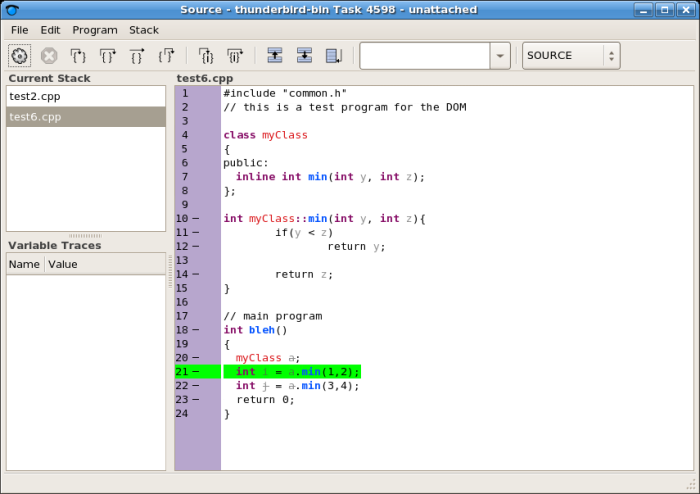 Source - thunderbird-bin Task 4598 - unattached
File Edit Program Stack
SOURCE
Current Stack
test2.cpp
test6.cpp
Variable Traces
Name Value
test6.cpp
1 #include "common.h"
2 // this is a test program for the DOM
3
4 class myClass
5 {
6 public:
7 inline int min(int y, int z);
8 };
9
10 — int myClass::min(int y, int z){
11 — if(y < z)
12 — return y;
13
14 — return z;
15 }
16
17 // main program
18 — int bleh()
19 {
20 — myClass a;
21 — int i = a.min(1,2);
22 — int j = a.min(3,4);
23 — return 0;
24 }